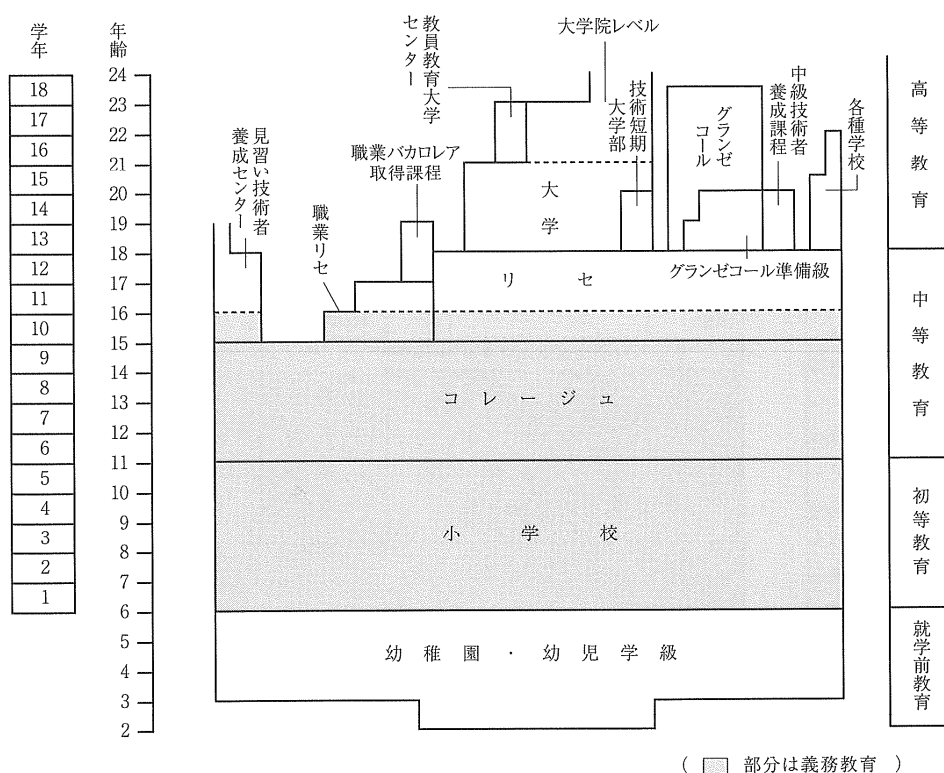 学年
年齢
24
23
22
21
20
19
18
17
16
15
14
13
12
11
10
9
8
7
6
5
4
3
2
18
17
16
15
14
13
12
11
10
9
8
7
6
5
4
3
2
1
見習い技術者
養成センター
職業リセ
職業バカロレア
取得課程
教員教育大学
センター
大学院レベル
技術短期
大学部
大学
グランゼ
コール
中級技術者
養成課程
各種学校
リセ
グランゼコール準備級
コレージュ
小学校
幼稚園・幼児学級
高等教育
中等教育
初等教育
就学前教育
( 部分は義務教育 )